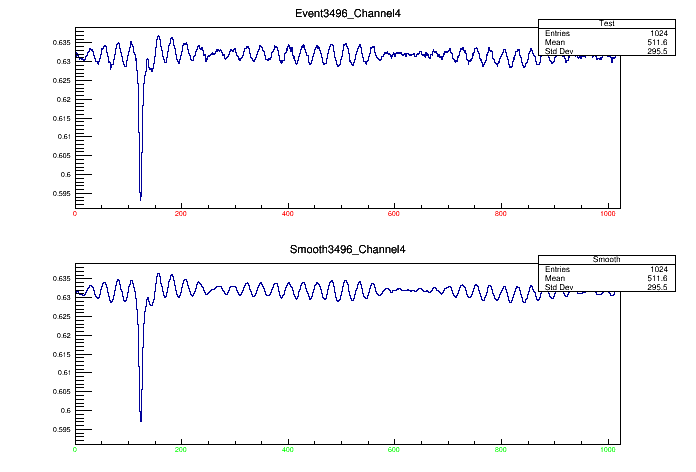 Event3496_Channel4
Test
Entries 1024
Mean 511.6
Std Dev 295.5
0.635
0.63
0.625
0.62
0.615
0.61
0.605
0.6
0.595
0 200 400 600 800 1000
Smooth3496_Channel4
Smooth
Entries 1024
Mean 511.6
Std Dev 295.5
0.635
0.63
0.625
0.62
0.615
0.61
0.605
0.6
0.595
0 200 400 600 800 1000